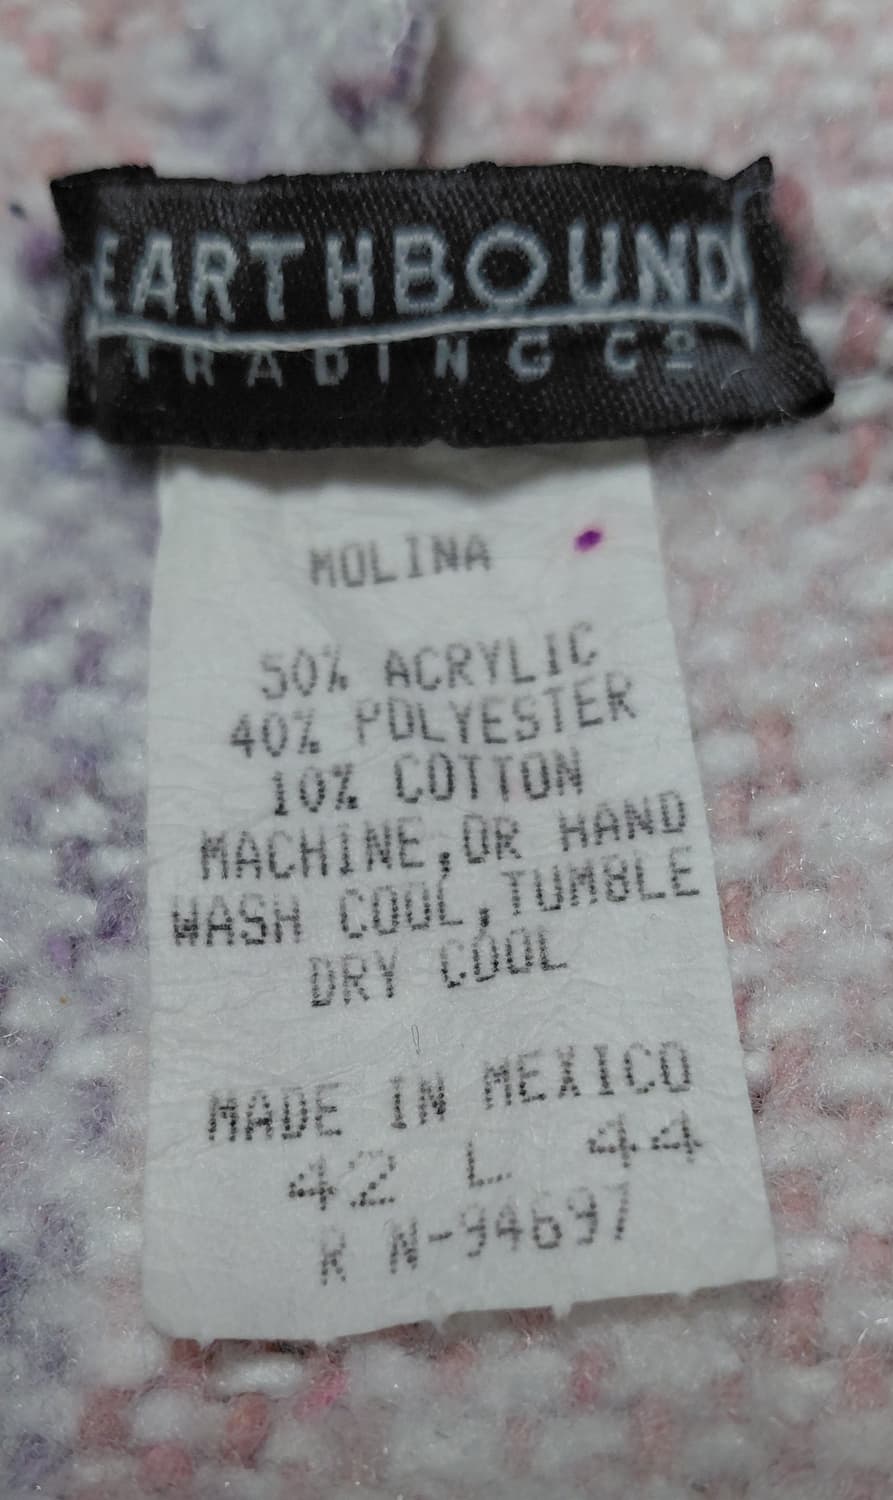 EARTHBOUND
TRADING Cº
MOLINA
50% ACRYLIC
40% POLYESTER
10% COTTON
MACHINE,OR HAND
WASH COOL,TUMBLE
DRY COOL
MADE IN MEXICO
42 L 44
R N-94697